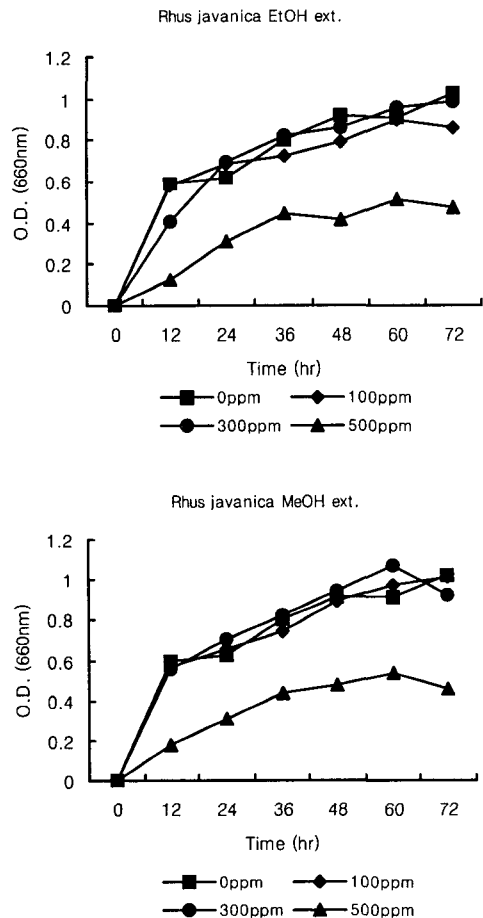 Rhus javanica EtOH ext.
1.2
1
0.8
0.6
0.4
0.2
0
O.D. (660nm)
0 12 24 36 48 60 72
Time (hr)
0ppm 100ppm
300ppm 500ppm
Rhus javanica MeOH ext.
1.2
1
0.8
0.6
0.4
0.2
0
O.D. (660nm)
0 12 24 36 48 60 72
Time (hr)
0ppm 100ppm
300ppm 500ppm